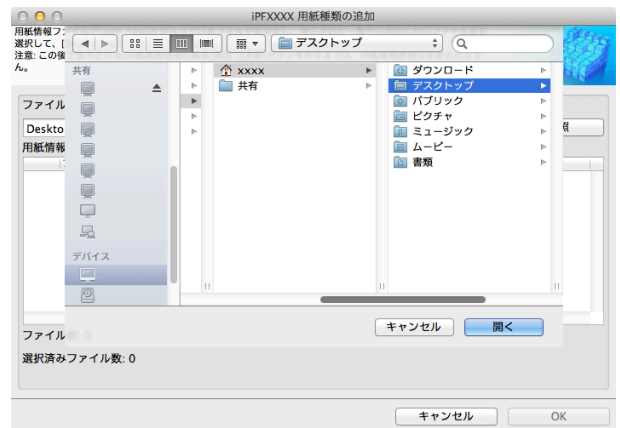 iPFXXXX 用紙種類の追加
用紙情報フ
選択して、[
注意: この後
ん。
デスクトップ
共有
デバイス
xxxx
共有
ダウンロード
デスクトップ
パブリック
ピクチャ
ミュージック
ムービー
書類
ファイル
Deskto
照
用紙情報
キャンセル
開く
ファイル
選択済みファイル数: 0
キャンセル
OK